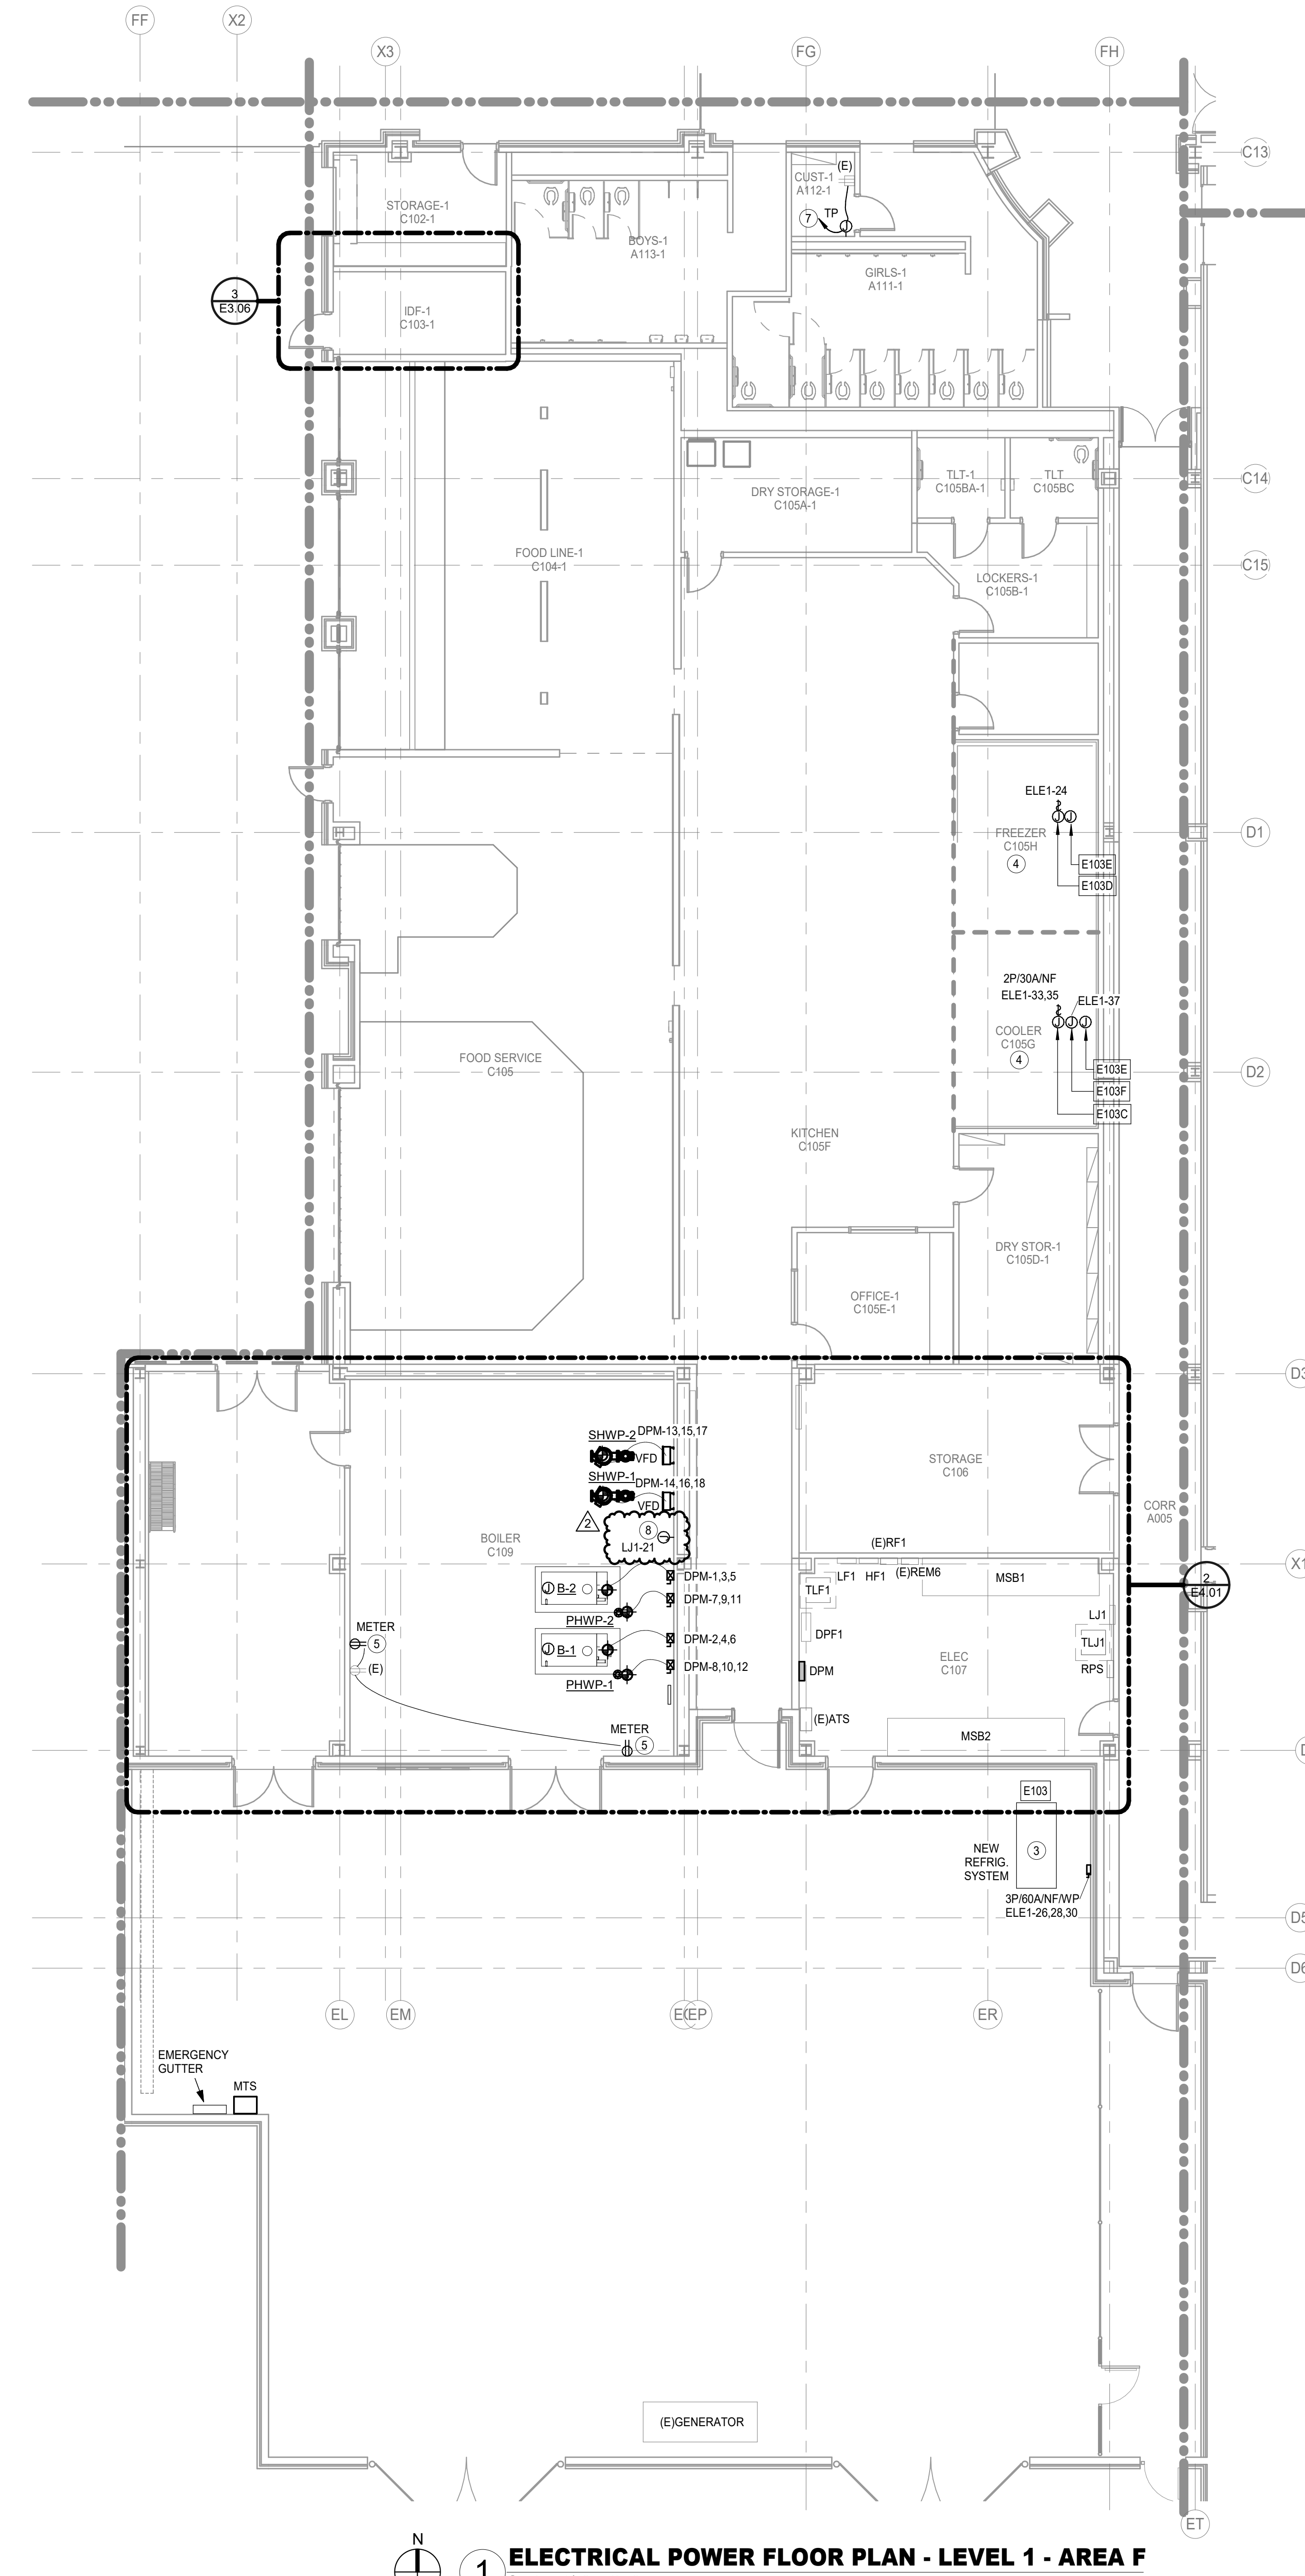 FF
X2
X3
FG
FH
C13
STORAGE-1
C102-1
CUST-1
A112-1
(E)
7
TP
BOYS-1
A113-1
GIRLS-1
A111-1
3
E3.06
IDF-1
C103-1
C14
DRY STORAGE-1
C105A-1
TLT-1
C105BA-1
TLT
C105BC
C15
FOOD LINE-1
C104-1
LOCKERS-1
C105B-1
ELE1-24
J
J
D1
FREEZER
C105H
4
E103E
E103D
2P/30A/NF
ELE1-33,35
ELE1-37
J
J
J
COOLER
C105G
4
D2
FOOD SERVICE
C105
E103E
E103F
E103C
KITCHEN
C105F
DRY STOR-1
C105D-1
OFFICE-1
C105E-1
D3
SHWP-2
DPM-13,15,17
VFD
SHWP-1
DPM-14,16,18
VFD
STORAGE
C106
CORR
A005
2
8
LJ1-21
BOILER
C109
(E)RF1
X1
DPM-1,3,5
J
B-2
DPM-7,9,11
PHWP-2
LF1
HF1
(E)REM6
MSB1
TLF1
2
E4.01
LJ1
METER
5
DPM-2,4,6
DPF1
TLJ1
J
B-1
(E)
DPM-8,10,12
PHWP-1
DPM
ELEC
C107
RPS
(E)ATS
METER
5
MSB2
D
E103
NEW
REFRIG.
SYSTEM
3
3P/60A/NF/WP
ELE1-26,28,30
D5
D6
EL
EM
EP
ER
EMERGENCY
GUTTER
MTS
(E)GENERATOR
ET
N
1
ELECTRICAL POWER FLOOR PLAN - LEVEL 1 - AREA F